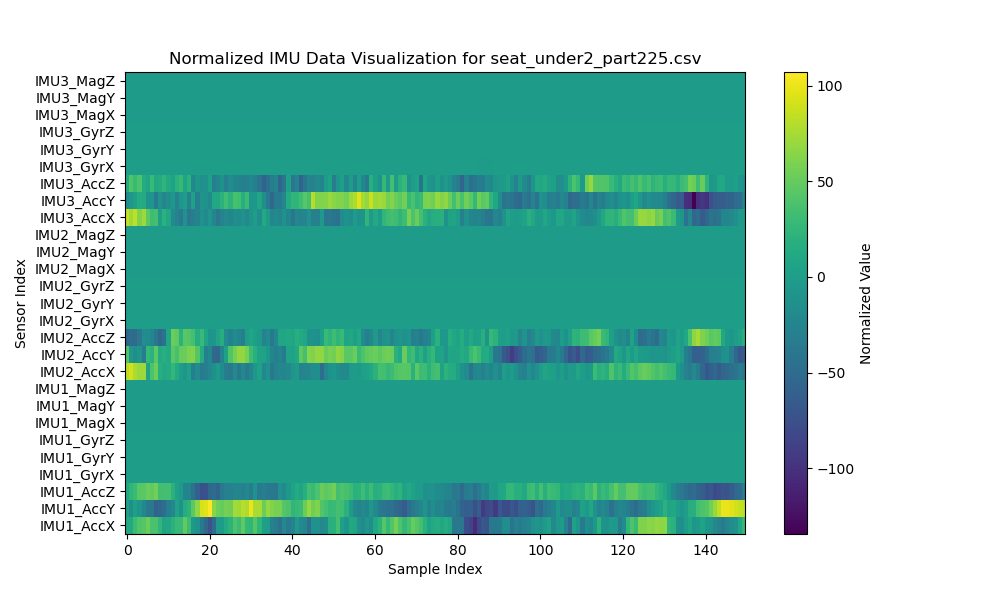 Normalized IMU Data Visualization for seat_under2_part225.csv
IMU3_MagZ
IMU3_MagY
IMU3_MagX
IMU3_GyrZ
IMU3_GyrY
IMU3_GyrX
IMU3_AccZ
IMU3_AccY
IMU3_AccX
IMU2_MagZ
IMU2_MagY
IMU2_MagX
IMU2_GyrZ
IMU2_GyrY
IMU2_GyrX
IMU2_AccZ
IMU2_AccY
IMU2_AccX
IMU1_MagZ
IMU1_MagY
IMU1_MagX
IMU1_GyrZ
IMU1_GyrY
IMU1_GyrX
IMU1_AccZ
IMU1_AccY
IMU1_AccX
Sensor Index
0 20 40 60 80 100 120 140
Sample Index
100
50
0
−50
−100
Normalized Value